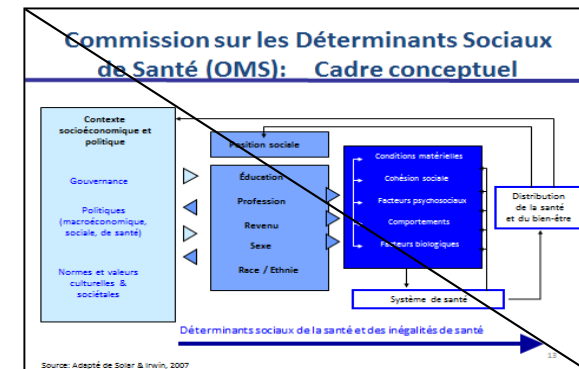 Commission sur les Déterminants Sociaux
de Santé (OMS): Cadre conceptuel
Contexte
socioéconomique et
politique
Gouvernance
Politiques
(macroéconomique,
sociale, de santé)
Normes et valeurs
culturelles &
sociétales
Position sociale
Éducation
Profession
Revenu
Sexe
Race / Ethnie
Conditions matérielles
Cohésion sociale
Facteurs psychosociaux
Comportements
Facteurs biologiques
Système de santé
Distribution
de la santé
et du bien-être
Déterminants sociaux de la santé et des inégalités de santé
13
Source: Adapté de Solar & Irwin, 2007